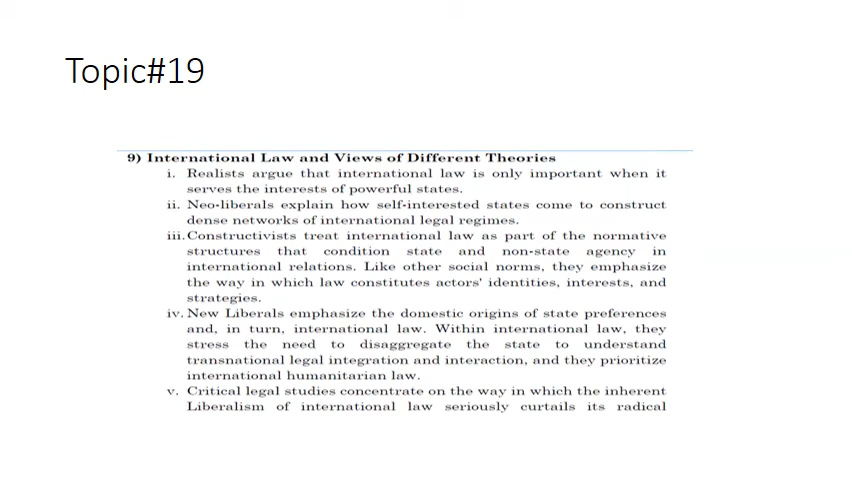 Topic#19
9) International Law and Views of Different Theories
i. Realists argue that international law is only important when it
serves the interests of powerful states.
ii. Neo-liberals explain how self-interested states come to construct
dense networks of international legal regimes.
iii. Constructivists treat international law as part of the normative
structures that condition state and non-state agency in
international relations. Like other social norms, they emphasize
the way in which law constitutes actors' identities, interests, and
strategies.
iv. New Liberals emphasize the domestic origins of state preferences
and, in turn, international law. Within international law, they
stress the need to disaggregate the state to understand
transnational legal integration and interaction, and they prioritize
international humanitarian law.
v. Critical legal studies concentrate on the way in which the inherent
Liberalism of international law seriously curtails its radical